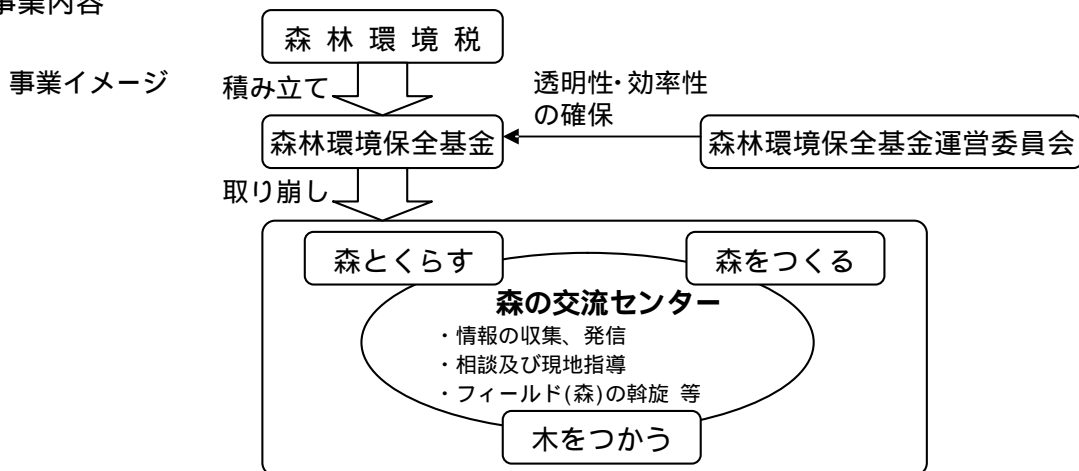 事業内容
森林環境税
事業イメージ
積み立て
透明性・効率性
の確保
森林環境保全基金
森林環境保全基金運営委員会
取り崩し
森とくらす
森をつくる
森の交流センター
・情報の収集、発信
・相談及び現地指導
・フィールド(森)の斡旋 等
木をつかう